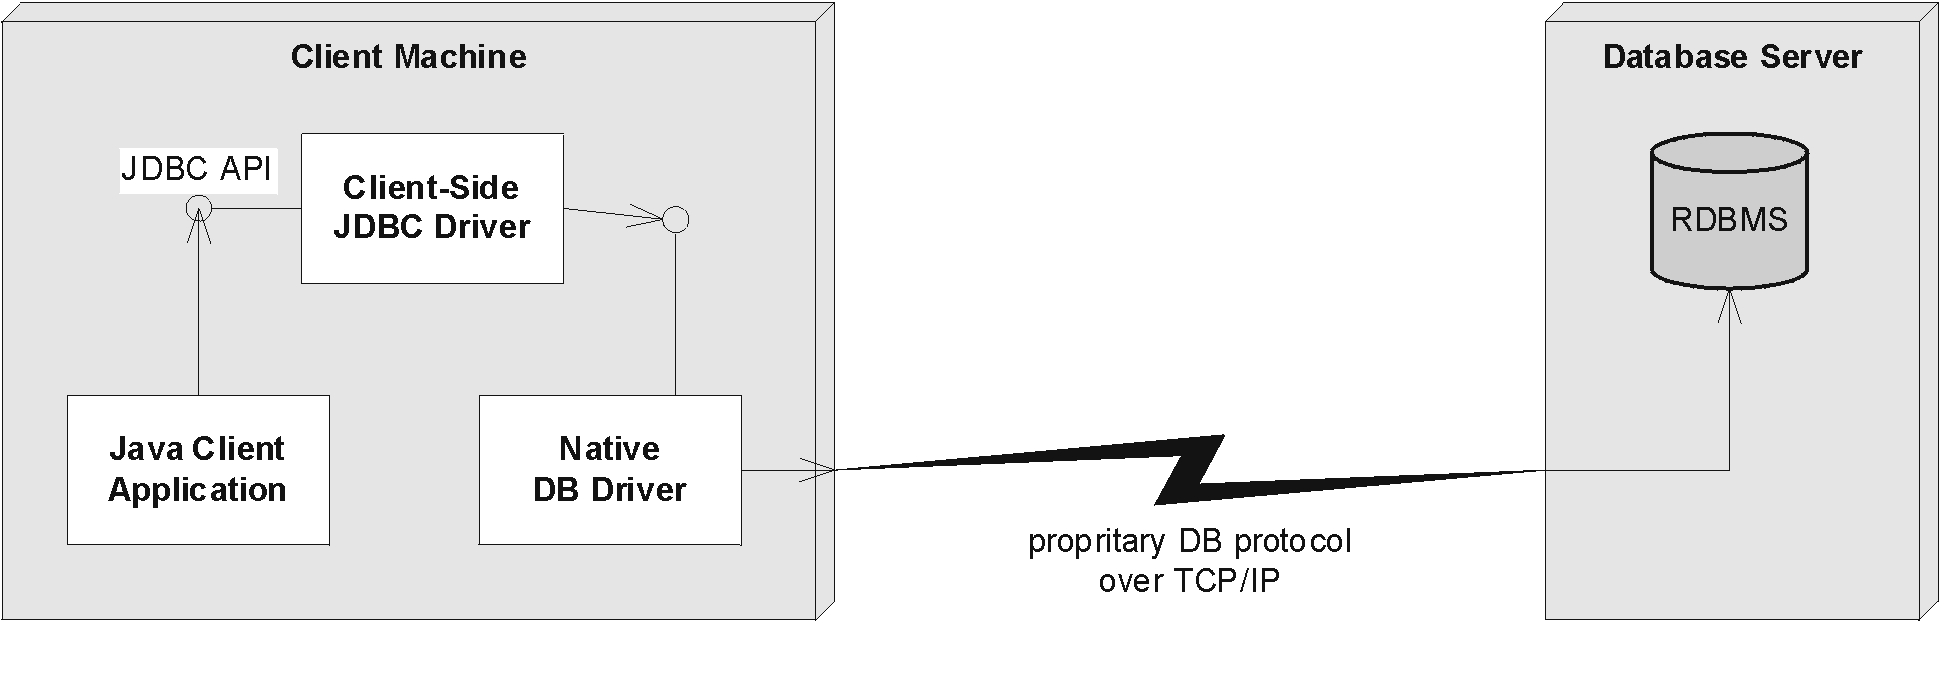 Client Machine
Database Server
JDBC API
Client-Side
JDBC Driver
RDBMS
Java Client
Application
Native
DB Driver
propritary DB protocol
over TCP/IP